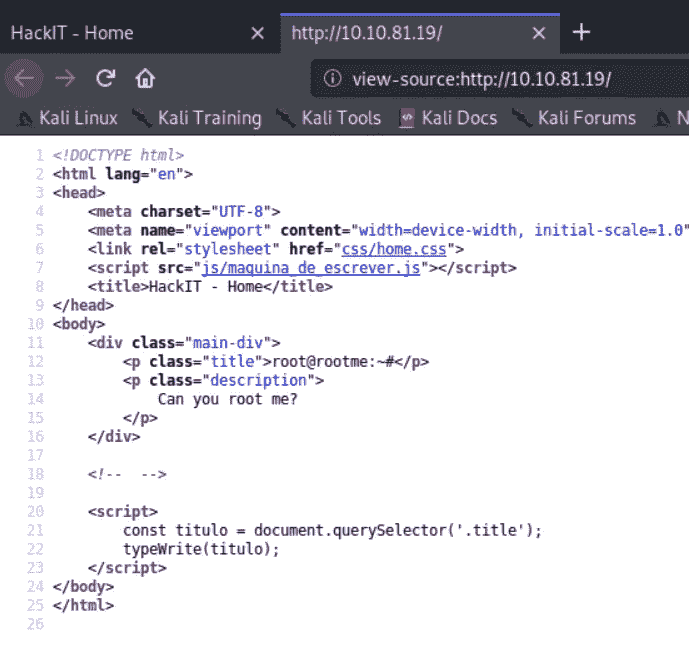 HackIT - Home
http://10.10.81.19/
view-source:http://10.10.81.19/
Kali Linux Kali Training Kali Tools Kali Docs Kali Forums N
1 <!DOCTYPE html>
2 <html lang="en">
3 <head>
4 <meta charset="UTF-8">
5 <meta name="viewport" content="width=device-width, initial-scale=1.0"
6 <link rel="stylesheet" href="css/home.css">
7 <script src="js/maquina_de_escrever.js"></script>
8 <title>HackIT - Home</title>
9 </head>
10 <body>
11 <div class="main-div">
12 <p class="title">root@rootme:~#</p>
13 <p class="description">
14 Can you root me?
15 </p>
16 </div>
17
18 <!--  -->
19
20 <script>
21 const titulo = document.querySelector('.title');
22 typeWrite(titulo);
23 </script>
24 </body>
25 </html>
26